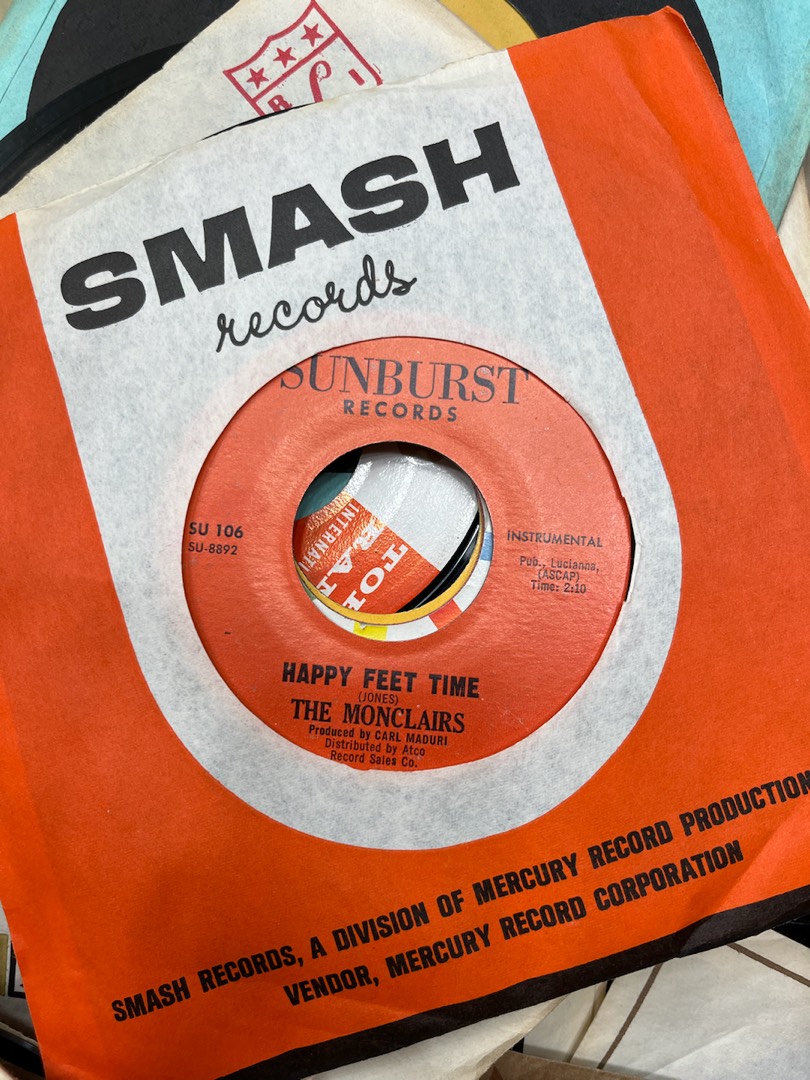 R I
SMASH
records
SUNBURST
RECORDS
SU 106
SU-8892
INSTRUMENTAL
Pub., Lucianna,
(ASCAP)
Time: 2:10
HAPPY FEET TIME
(JONES)
THE MONCLAIRS
Produced by CARL MADURI
Distributed by Atco
Record Sales Co.
SMASH RECORDS, A DIVISION OF MERCURY RECORD PRODUCTION
VENDOR, MERCURY RECORD CORPORATION